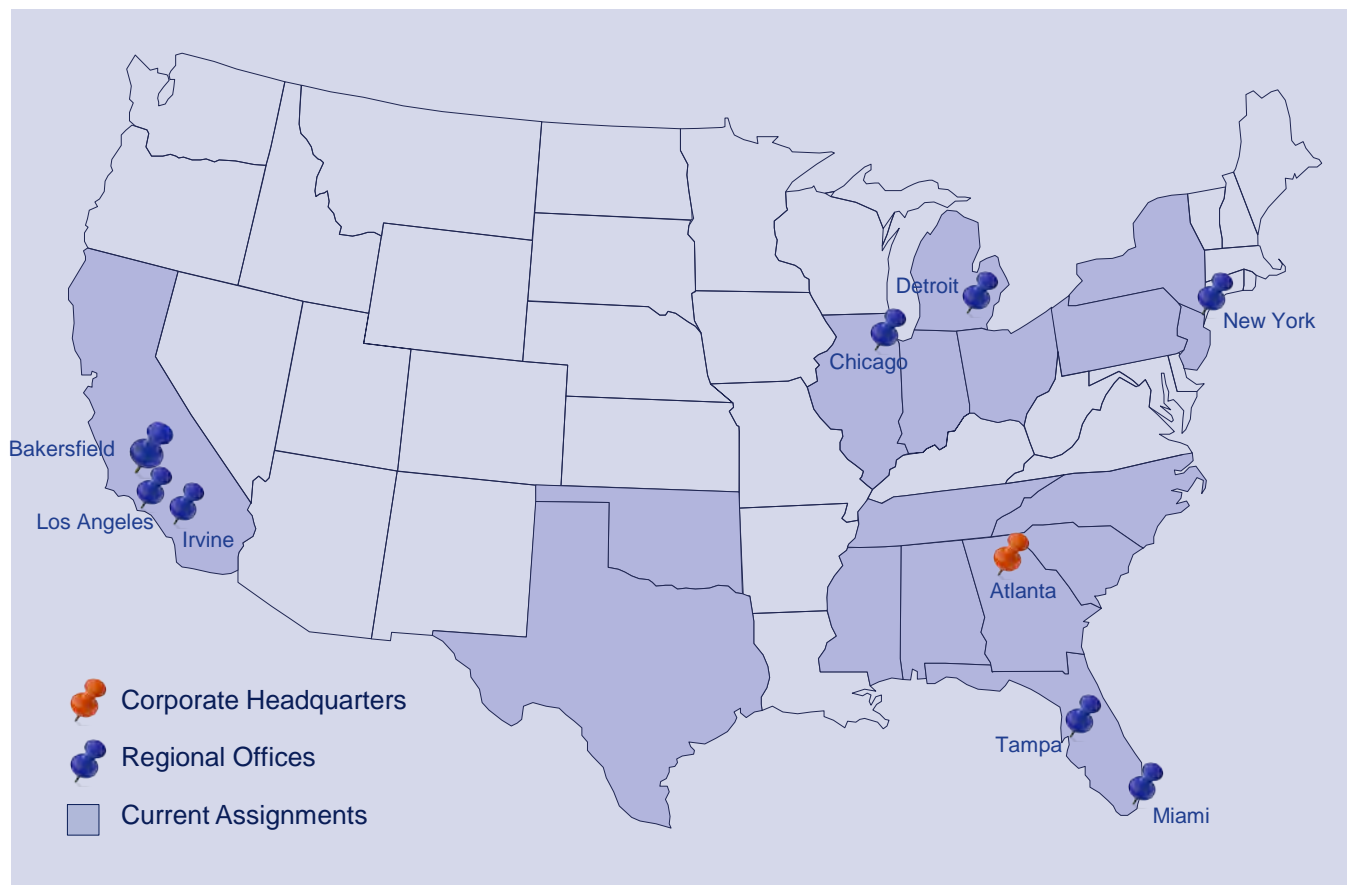 Detroit
New York
Chicago
Bakersfield
Los Angeles
Irvine
Atlanta
Corporate Headquarters
Regional Offices
Tampa
Current Assignments
Miami